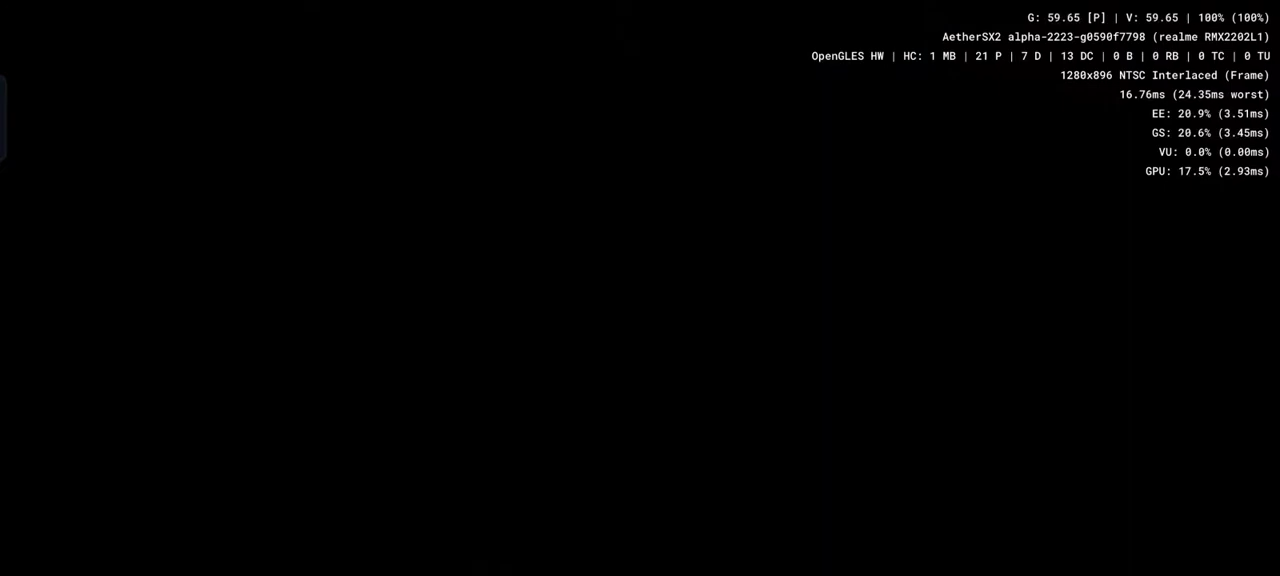 G: 59.65 [P] | V: 59.65 | 100% (100%)
AetherSX2 alpha-2223-g0590f7798 (realme RMX2202L1)
OpenGLES HW | HC: 1 MB | 21 P | 7 D | 13 DC | 0 B | 0 RB | 0 TC | 0 TU
1280x896 NTSC Interlaced (Frame)
16.76ms (24.35ms worst)
EE: 20.9% (3.51ms)
GS: 20.6% (3.45ms)
VU: 0.0% (0.00ms)
GPU: 17.5% (2.93ms)